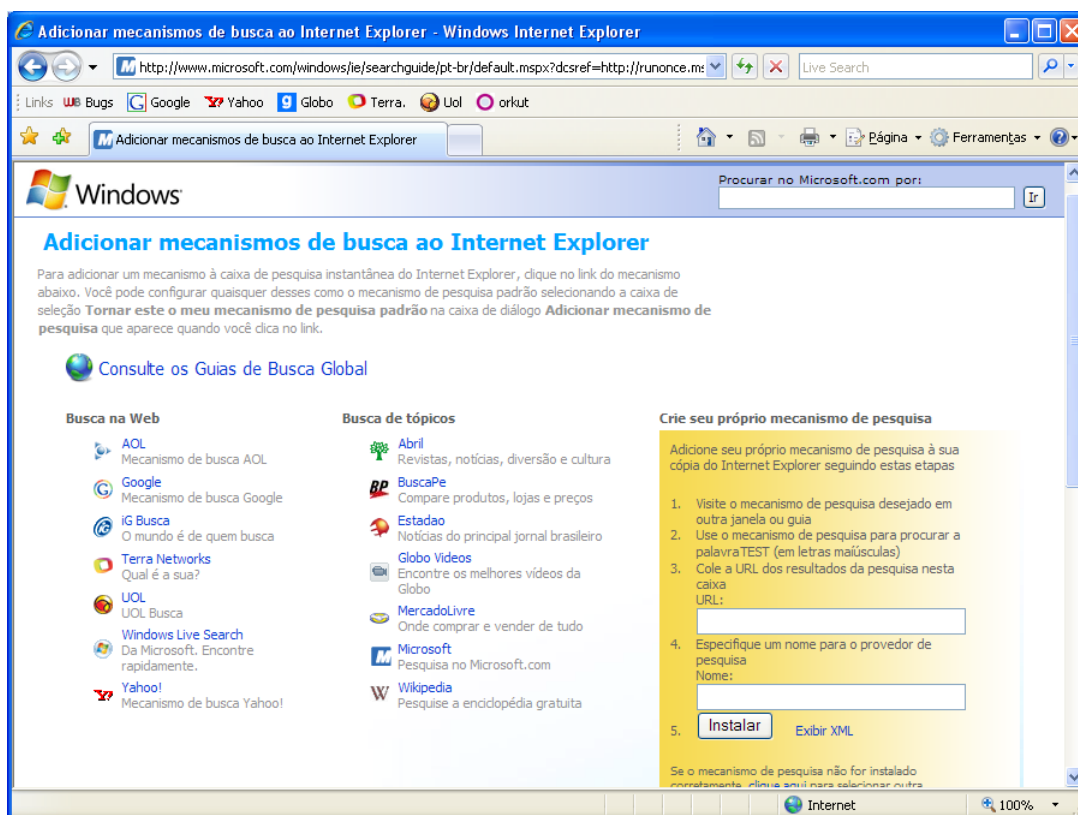 Adicionar mecanismos de busca ao Internet Explorer - Windows Internet Explorer
http://www.microsoft.com/windows/ie/searchguide/pt-br/default.mspx?dcsref=http://runonce.ms
Live Search
Links Bugs Google Yahoo Globo Terra. Uol orkut
Adicionar mecanismos de busca ao Internet Explorer
Página Ferramentas
Windows
Procurar no Microsoft.com por:
Ir
Adicionar mecanismos de busca ao Internet Explorer
Para adicionar um mecanismo à caixa de pesquisa instantânea do Internet Explorer, clique no link do mecanismo
abaixo. Você pode configurar quaisquer desses como o mecanismo de pesquisa padrão selecionando a caixa de
seleção Tornar este o meu mecanismo de pesquisa padrão na caixa de diálogo Adicionar mecanismo de
pesquisa que aparece quando você clica no link.
Consulte os Guias de Busca Global
Busca na Web
AOL
Mecanismo de busca AOL
Google
Mecanismo de busca Google
iG Busca
O mundo é de quem busca
Terra Networks
Qual é a sua?
UOL
UOL Busca
Windows Live Search
Da Microsoft. Encontre
rapidamente.
Yahoo!
Mecanismo de busca Yahoo!
Busca de tópicos
Abril
Revistas, notícias, diversão e cultura
BuscaPe
Compare produtos, lojas e preços
Estadao
Notícias do principal jornal brasileiro
Globo Videos
Encontre os melhores vídeos da
Globo
MercadoLivre
Onde comprar e vender de tudo
Microsoft
Pesquisa no Microsoft.com
Wikipedia
Pesquise a enciclopédia gratuita
Crie seu próprio mecanismo de pesquisa
Adicione seu próprio mecanismo de pesquisa à sua
cópia do Internet Explorer seguindo estas etapas
1. Visite o mecanismo de pesquisa desejado em
outra janela ou guia
2. Use o mecanismo de pesquisa para procurar a
palavra TEST (em letras maiúsculas)
3. Cole a URL dos resultados da pesquisa nesta
caixa
URL:
4. Especifique um nome para o provedor de
pesquisa
Nome:
5. Instalar Exibir XML
Se o mecanismo de pesquisa não for instalado
corretamente, clique aqui para selecionar outra
Internet 100%